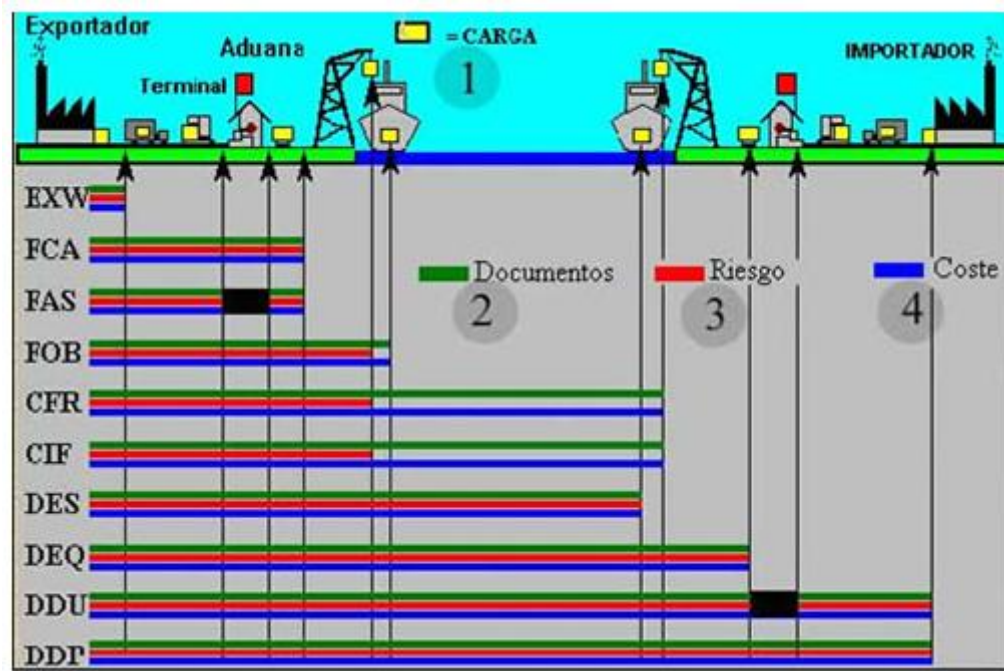 Exportador
= CARGA
Aduana
1
IMPORTADOR
Terminal
EXW
FCA
Documentos
Riesgo
Coste
FAS
2
3
4
FOB
CFR
CIF
DES
DEQ
DDU
DDP